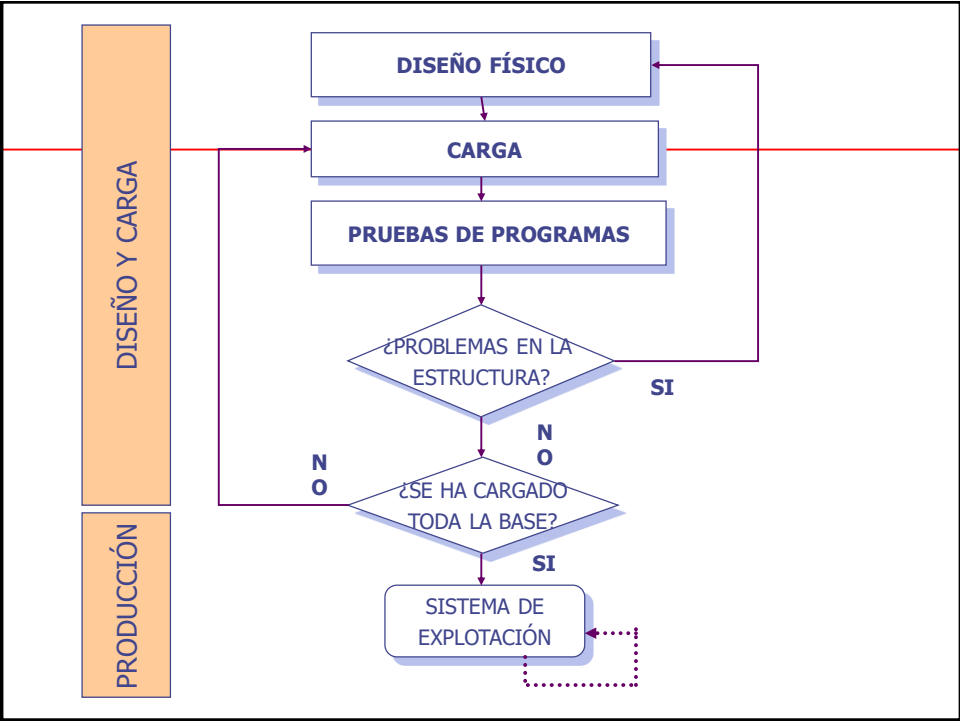 DISEÑO Y CARGA
DISEÑO FÍSICO
CARGA
PRUEBAS DE PROGRAMAS
¿PROBLEMAS EN LA
ESTRUCTURA?
SI
N
O
N
O
¿SE HA CARGADO
TODA LA BASE?
SI
PRODUCCIÓN
SISTEMA DE
EXPLOTACIÓN